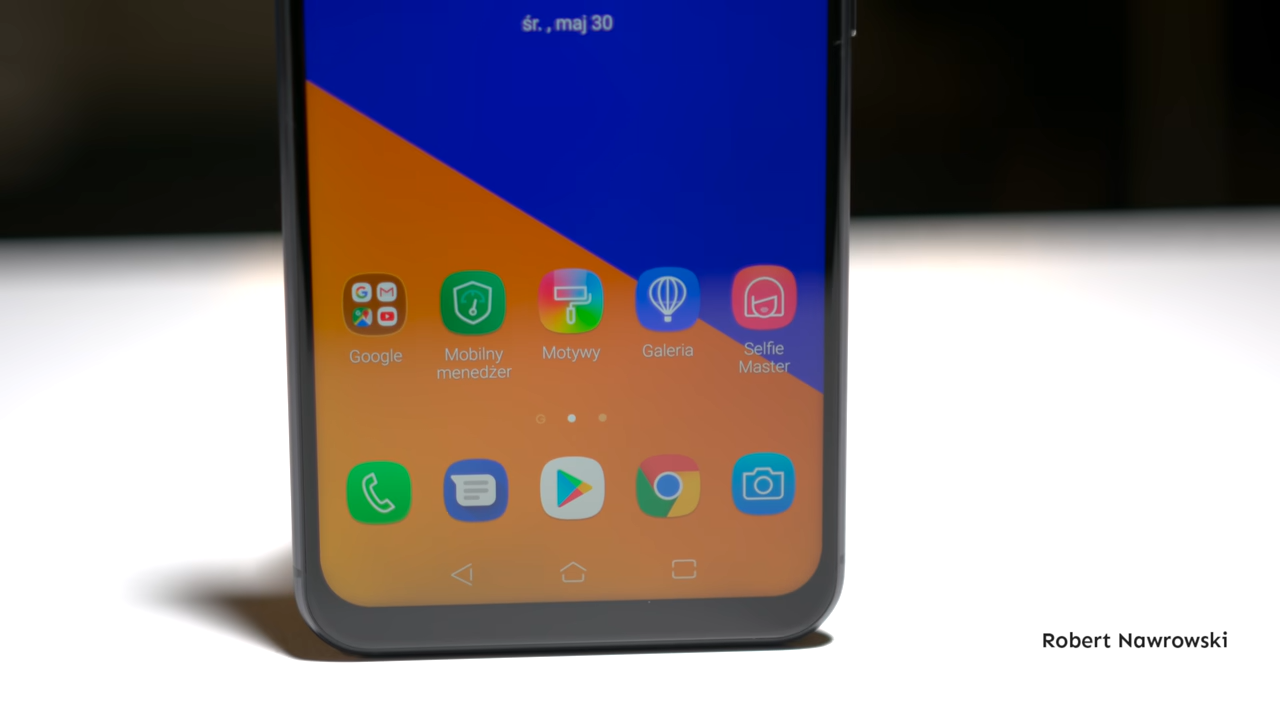 śr. , maj 30
Google
Mobilny
menedżer
Motywy
Galeria
Selfie
Master
Robert Nawrowski